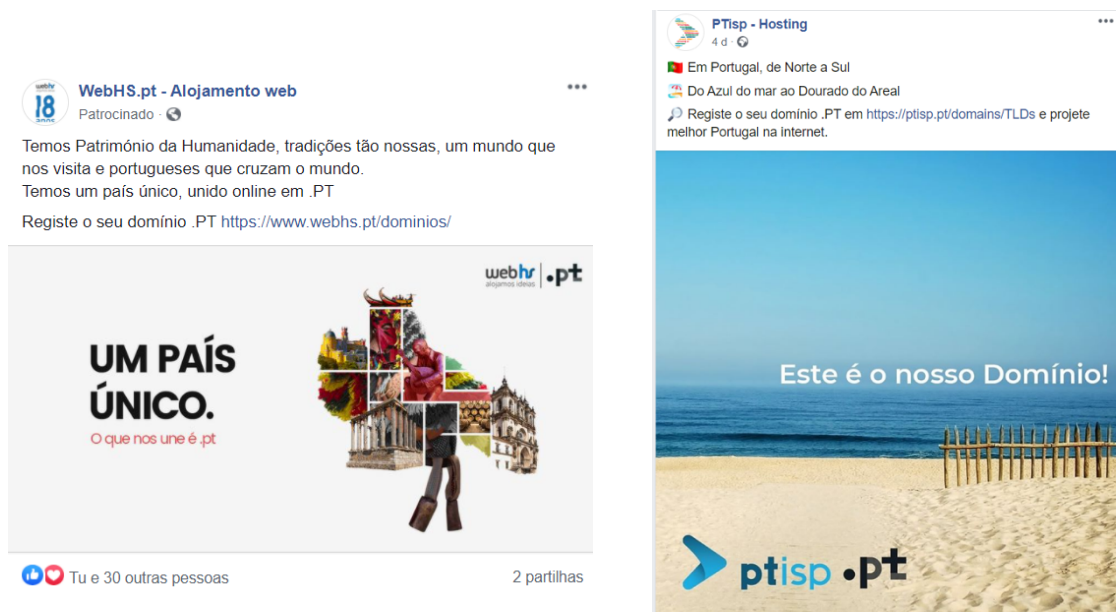 WebHS.pt - Alojamento web
Patrocinado ·
Temos Património da Humanidade, tradições tão nossas, um mundo que
nos visita e portugueses que cruzam o mundo.
Temos um país único, unido online em .PT
Registe o seu domínio .PT https://www.webhs.pt/dominios/
webhs
alojamos ideias
.pt
UM PAÍS
ÚNICO.
O que nos une é .pt
Tu e 30 outras pessoas
2 partilhas
webhs
18
anos
PTisp - Hosting
4 d ·
Em Portugal, de Norte a Sul
Do Azul do mar ao Dourado do Areal
Registe o seu domínio .PT em https://ptisp.pt/domains/TLDs e projete
melhor Portugal na internet.
Este é o nosso Domínio!
ptisp .pt